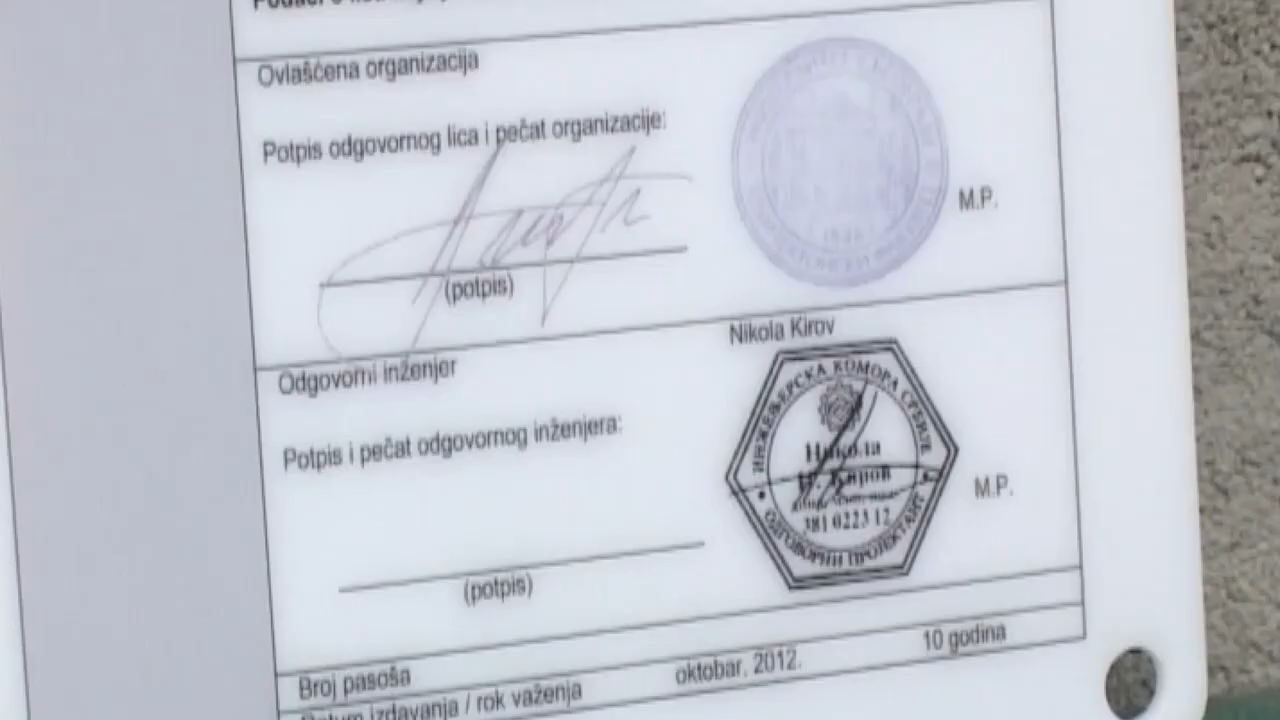 Ovlašćena organizacija
Potpis odgovornog lica i pečat organizacije:
M.P.
(potpis)
Nikola Kirov
Odgovorni inženjer
ИНЖЕЊЕРСКА КОМОРА СРБИЈЕ
Никола
Н. Киров
381 0223 12
ОДГОВОРНИ ПРОЈЕКТАНТ
Potpis i pečat odgovornog inženjera:
M.P.
(potpis)
Broj pasoša
Datum izdavanja / rok važenja oktobar. 2012. 10 godina